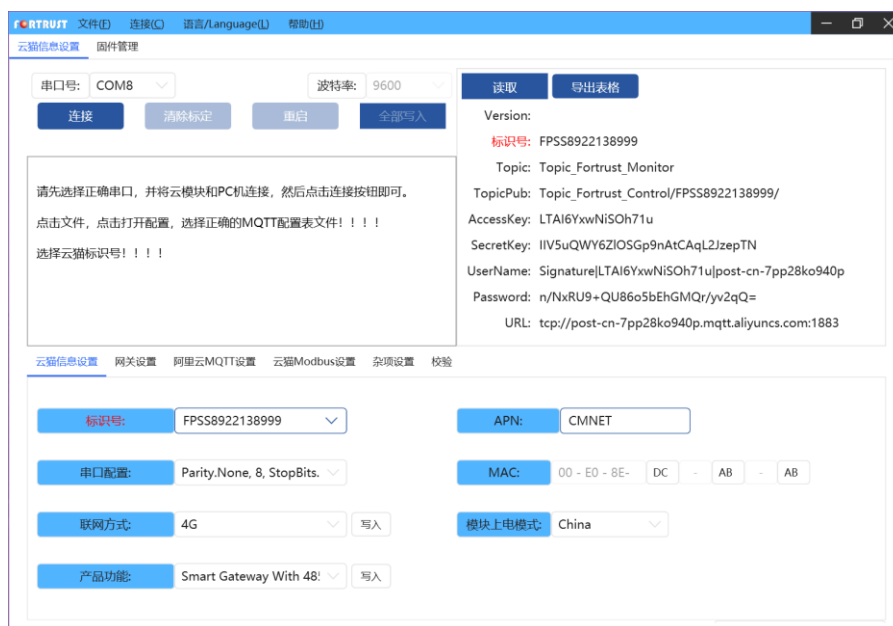 FORTRUST 文件(F) 连接(C) 语言/Language(L) 帮助(H)
云猫信息设置 固件管理
串口号: COM8 波特率: 9600
连接 清除标定 重启 全部写入
请先选择正确串口，并将云模块和PC机连接，然后点击连接按钮即可。
点击文件，点击打开配置，选择正确的MQTT配置表文件！！！！
选择云猫标识号！！！！
读取 导出表格
Version:
标识号: FPSS8922138999
Topic: Topic_Fortrust_Monitor
TopicPub: Topic_Fortrust_Control/FPSS8922138999/
AccessKey: LTAI6YxwNiSOh71u
SecretKey: IIV5uQWY6ZlOSGp9nAtCAqL2JzepTN
UserName: Signature|LTAI6YxwNiSOh71u|post-cn-7pp28ko940p
Password: n/NxRU9+QU86o5bEhGMQr/yv2qQ=
URL: tcp://post-cn-7pp28ko940p.mqtt.aliyuncs.com:1883
云猫信息设置 网关设置 阿里云MQTT设置 云猫Modbus设置 杂项设置 校验
标识号: FPSS8922138999 APN: CMNET
串口配置: Parity.None, 8, StopBits. MAC: 00 - E0 - 8E- DC - AB - AB
联网方式: 4G 写入 模块上电模式: China
产品功能: Smart Gateway With 485 写入